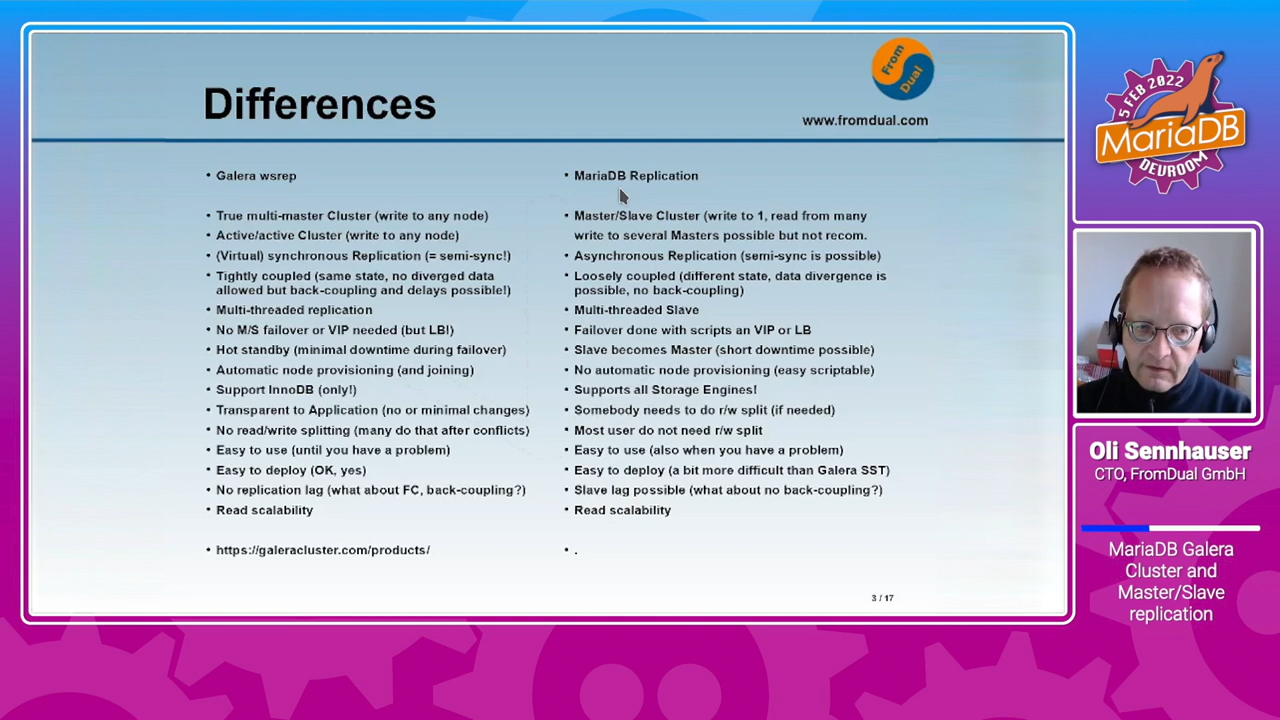 Differences
From
Dual
www.fromdual.com
• Galera wsrep
• True multi-master Cluster (write to any node)
• Active/active Cluster (write to any node)
• (Virtual) synchronous Replication (= semi-sync!)
• Tightly coupled (same state, no diverged data
allowed but back-coupling and delays possible!)
• Multi-threaded replication
• No M/S failover or VIP needed (but LB!)
• Hot standby (minimal downtime during failover)
• Automatic node provisioning (and joining)
• Support InnoDB (only!)
• Transparent to Application (no or minimal changes)
• No read/write splitting (many do that after conflicts)
• Easy to use (until you have a problem)
• Easy to deploy (OK, yes)
• No replication lag (what about FC, back-coupling?)
• Read scalability
• https://galeracluster.com/products/
• MariaDB Replication
• Master/Slave Cluster (write to 1, read from many
write to several Masters possible but not recom.
• Asynchronous Replication (semi-sync is possible)
• Loosely coupled (different state, data divergence is
possible, no back-coupling)
• Multi-threaded Slave
• Failover done with scripts an VIP or LB
• Slave becomes Master (short downtime possible)
• No automatic node provisioning (easy scriptable)
• Supports all Storage Engines!
• Somebody needs to do r/w split (if needed)
• Most user do not need r/w split
• Easy to use (also when you have a problem)
• Easy to deploy (a bit more difficult than Galera SST)
• Slave lag possible (what about no back-coupling?)
• Read scalability
• .
3 / 17
5 FEB 2022
MariaDB
DEVROOM
Oli Sennhauser
CTO, FromDual GmbH
MariaDB Galera
Cluster and
Master/Slave
replication